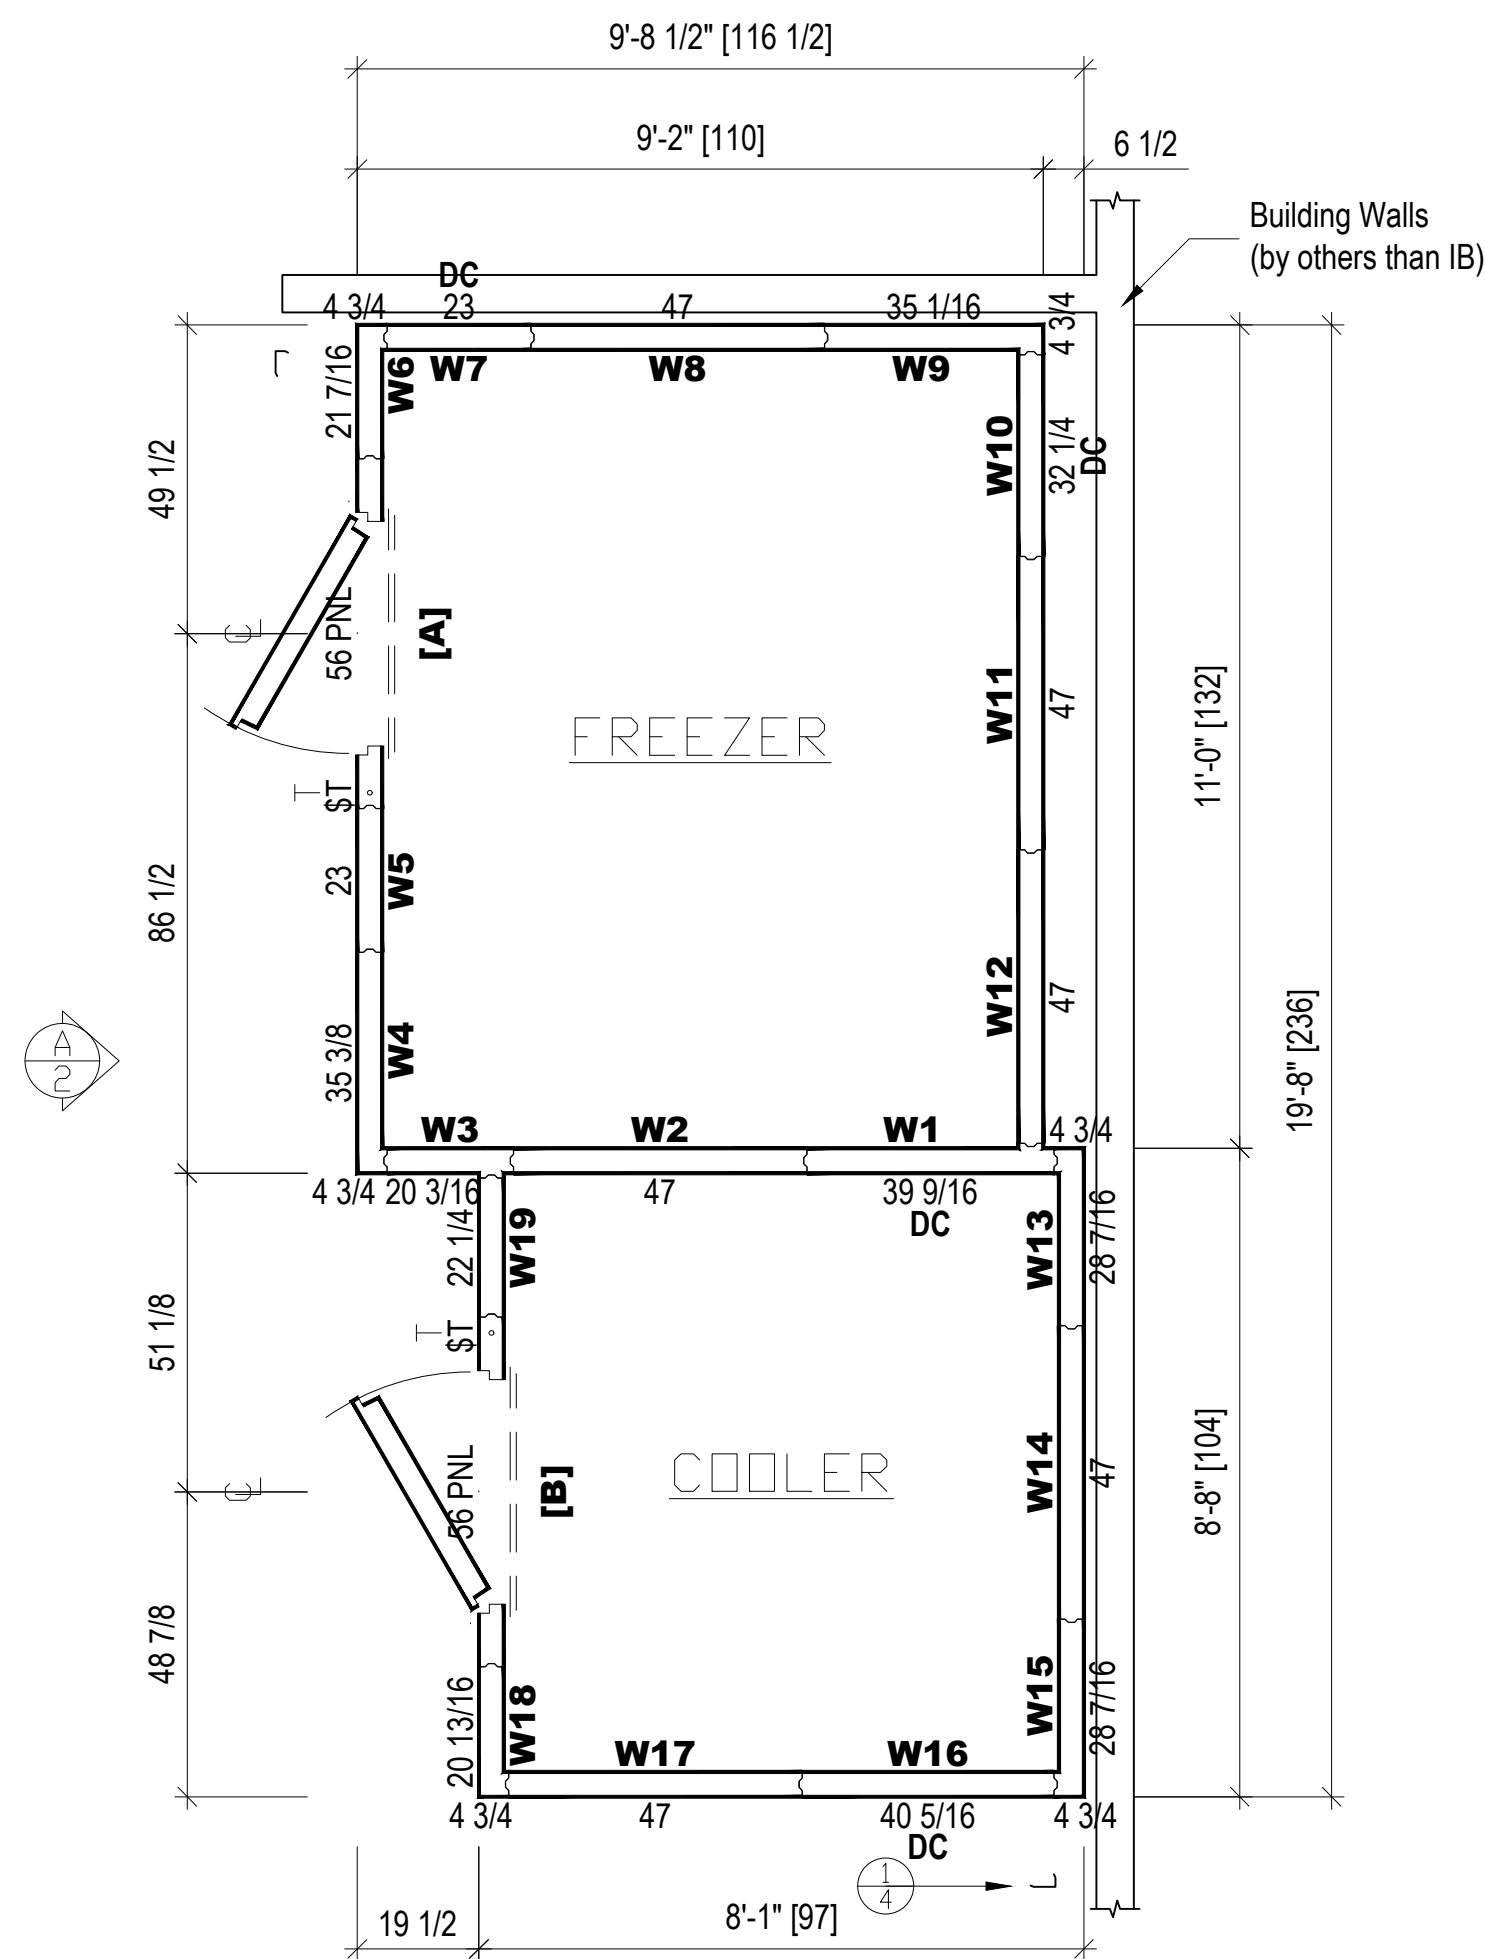 9'-8 1/2" [116 1/2]
9'-2" [110]
6 1/2
Building Walls
(by others than IB)
DC
4 3/4
23
47
35 1/16
4 3/4
W6
W7
W8
W9
21 7/16
49 1/2
W10
32 1/4
DC
CL
56 PNL
[A]
W11
47
11'-0" [132]
FREEZER
T
ST
23
W5
86 1/2
W12
47
19'-8" [236]
A
2
35 3/8
W4
W3
W2
W1
4 3/4
4 3/4
20 3/16
47
39 9/16
DC
22 1/4
W19
W13
28 7/16
51 1/8
T
ST
CL
56 PNL
[B]
COOLER
W14
47
8'-8" [104]
48 7/8
20 13/16
W18
W17
W16
W15
28 7/16
4 3/4
47
40 5/16
4 3/4
DC
1
4
19 1/2
8'-1" [97]